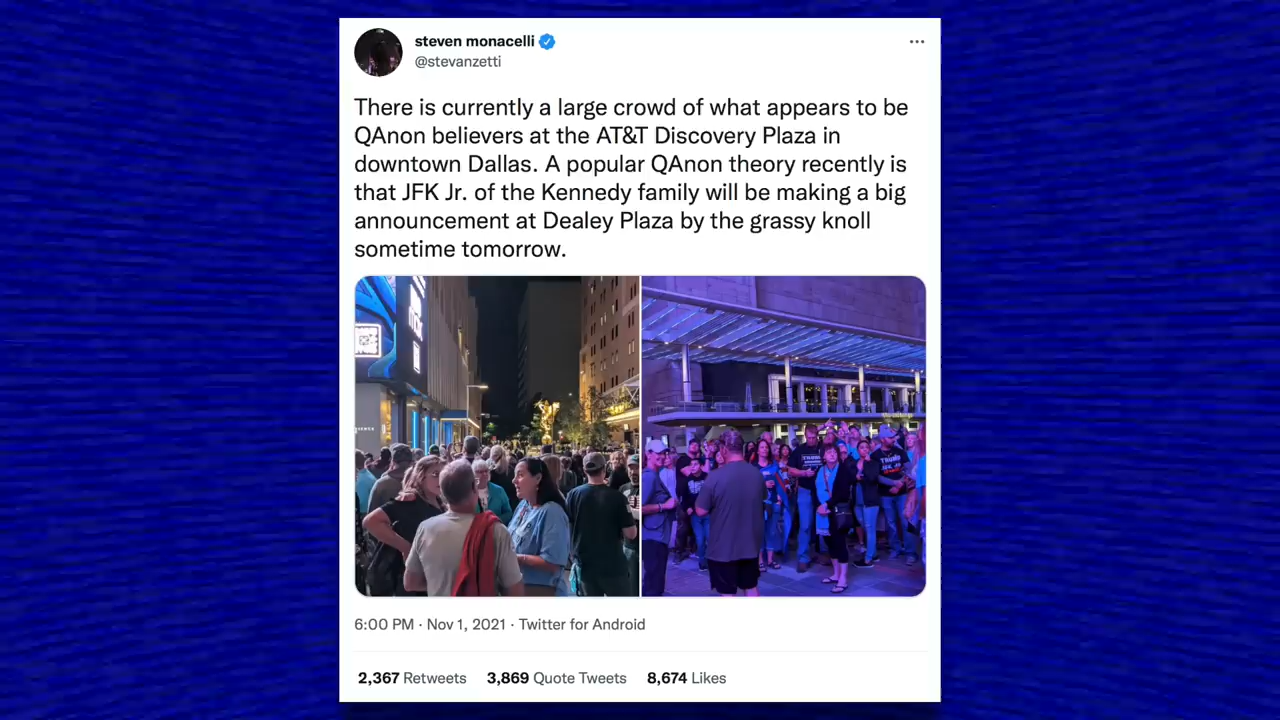 steven monacelli
@stevanzetti
There is currently a large crowd of what appears to be
QAnon believers at the AT&T Discovery Plaza in
downtown Dallas. A popular QAnon theory recently is
that JFK Jr. of the Kennedy family will be making a big
announcement at Dealey Plaza by the grassy knoll
sometime tomorrow.
TRUMP
TRUMP
6:00 PM · Nov 1, 2021 · Twitter for Android
2,367 Retweets 3,869 Quote Tweets 8,674 Likes